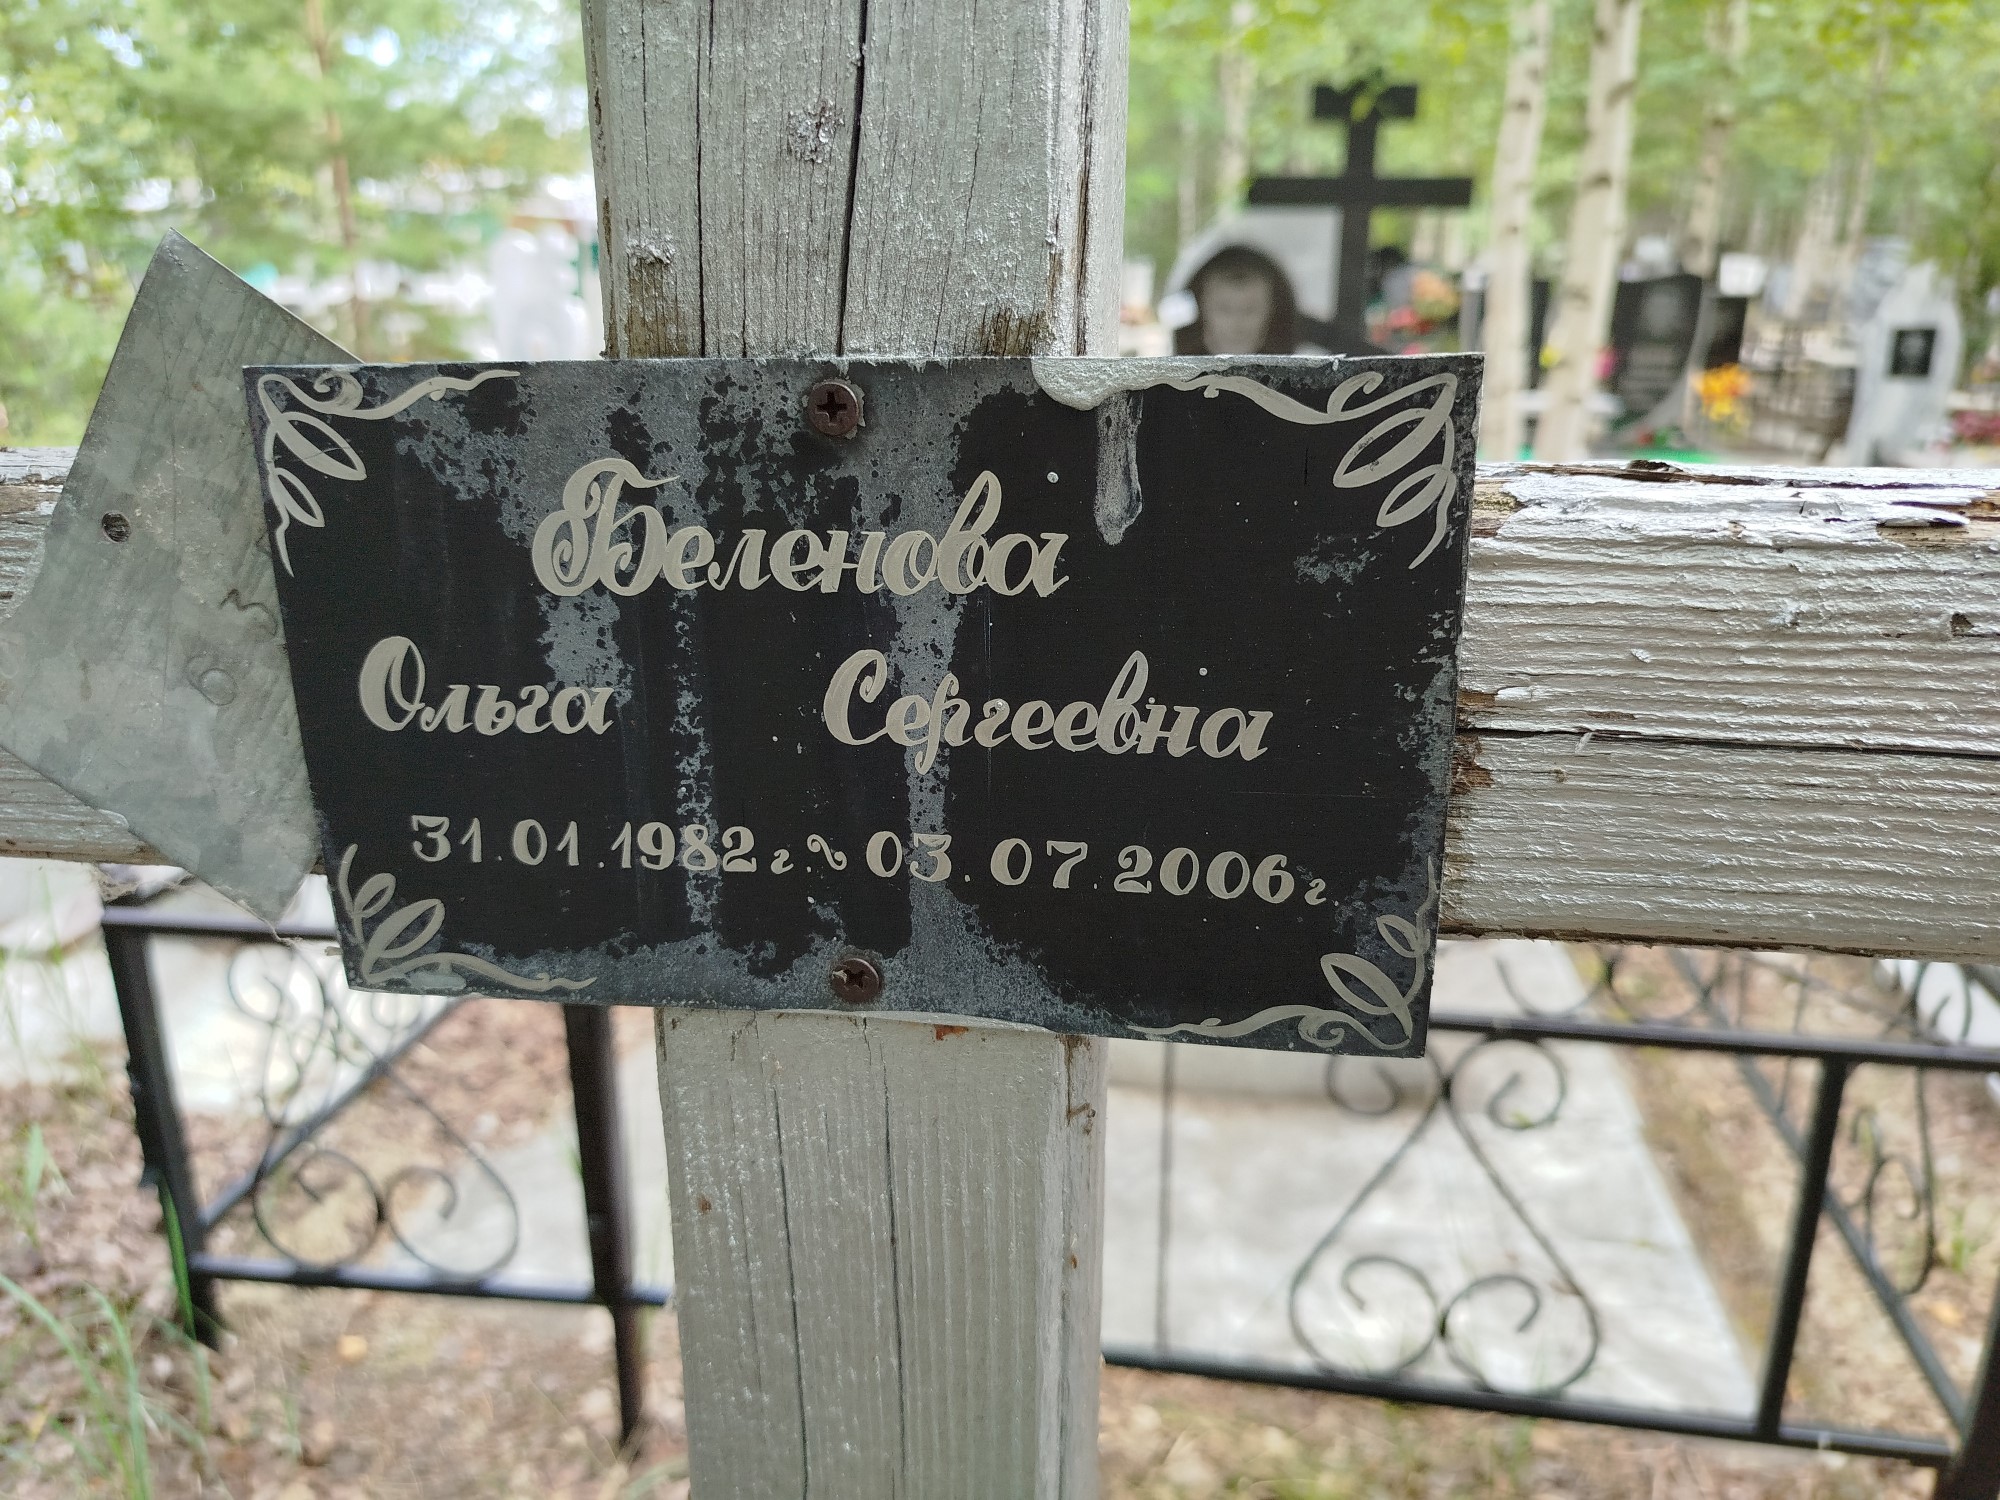 Беленова
Ольга Сергеевна
31.01.1982г.~03.07.2006г.